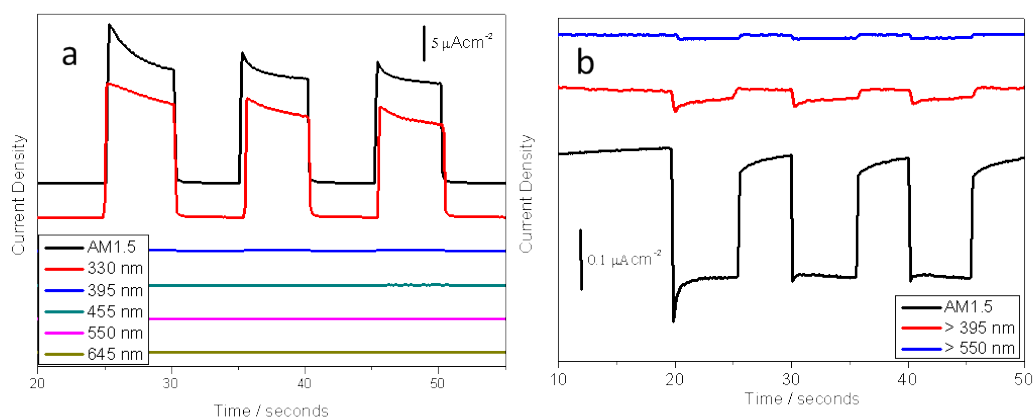 a
5 μAcm-2
Current Density
AM1.5
330 nm
395 nm
455 nm
550 nm
645 nm
20 30 40 50
Time / seconds
b
Current Density
0.1 μAcm-2
AM1.5
> 395 nm
> 550 nm
10 20 30 40 50
Time / seconds